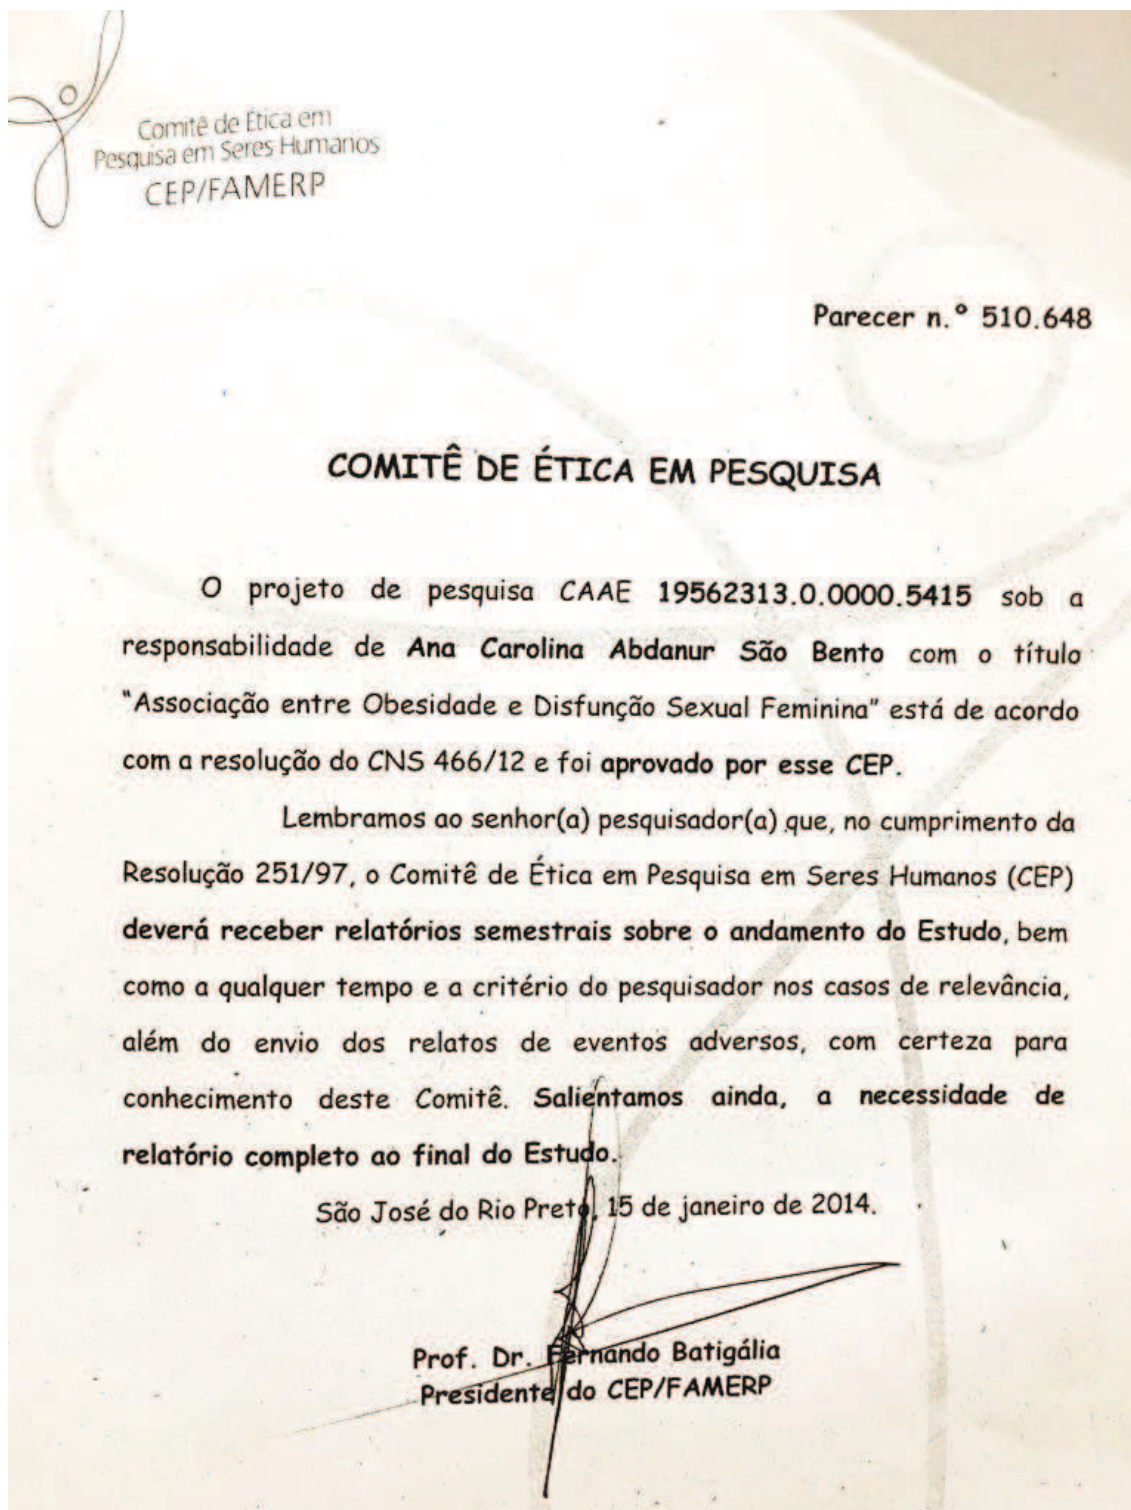 Comitê de Ética em
Pesquisa em Seres Humanos
CEP/FAMERP
Parecer n.º 510.648
COMITÊ DE ÉTICA EM PESQUISA
O projeto de pesquisa CAAE 19562313.0.0000.5415 sob a
responsabilidade de Ana Carolina Abdanur São Bento com o título
"Associação entre Obesidade e Disfunção Sexual Feminina" está de acordo
com a resolução do CNS 466/12 e foi aprovado por esse CEP.
Lembramos ao senhor(a) pesquisador(a) que, no cumprimento da
Resolução 251/97, o Comitê de Ética em Pesquisa em Seres Humanos (CEP)
deverá receber relatórios semestrais sobre o andamento do Estudo, bem
como a qualquer tempo e a critério do pesquisador nos casos de relevância,
além do envio dos relatos de eventos adversos, com certeza para
conhecimento deste Comitê. Salientamos ainda, a necessidade de
relatório completo ao final do Estudo.
São José do Rio Preto, 15 de janeiro de 2014.
Prof. Dr. Fernando Batigália
Presidente do CEP/FAMERP